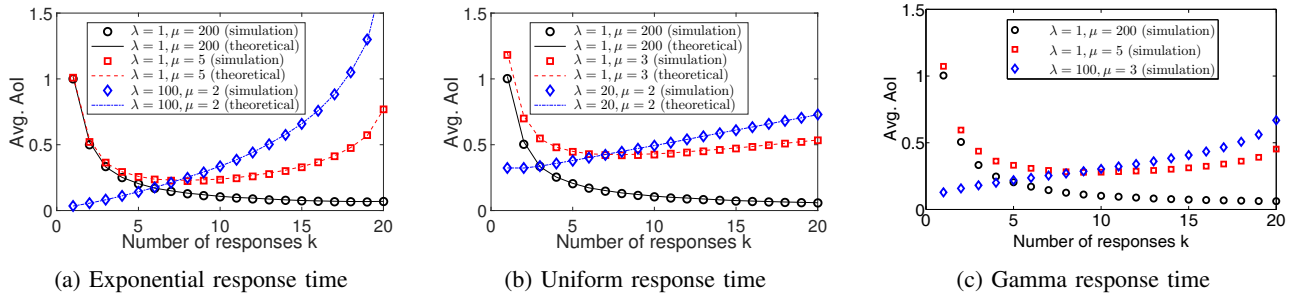 1.5
1
0.5
0
Avg. AoI
λ = 1, μ = 200 (simulation)
λ = 1, μ = 200 (theoretical)
λ = 1, μ = 5 (simulation)
λ = 1, μ = 5 (theoretical)
λ = 100, μ = 2 (simulation)
λ = 100, μ = 2 (theoretical)
0 5 10 15 20
Number of responses k
(a) Exponential response time
1.5
1
0.5
0
Avg. AoI
λ = 1, μ = 200 (simulation)
λ = 1, μ = 200 (theoretical)
λ = 1, μ = 3 (simulation)
λ = 1, μ = 3 (theoretical)
λ = 20, μ = 2 (simulation)
λ = 20, μ = 2 (theoretical)
0 5 10 15 20
Number of responses k
(b) Uniform response time
1.5
1
0.5
0
Avg. AoI
λ = 1, μ = 200 (simulation)
λ = 1, μ = 5 (simulation)
λ = 100, μ = 3 (simulation)
0 5 10 15 20
Number of responses k
(c) Gamma response time